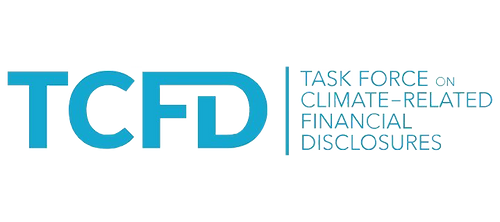 TCFD
TASK FORCE ON
CLIMATE-RELATED
FINANCIAL
DISCLOSURES